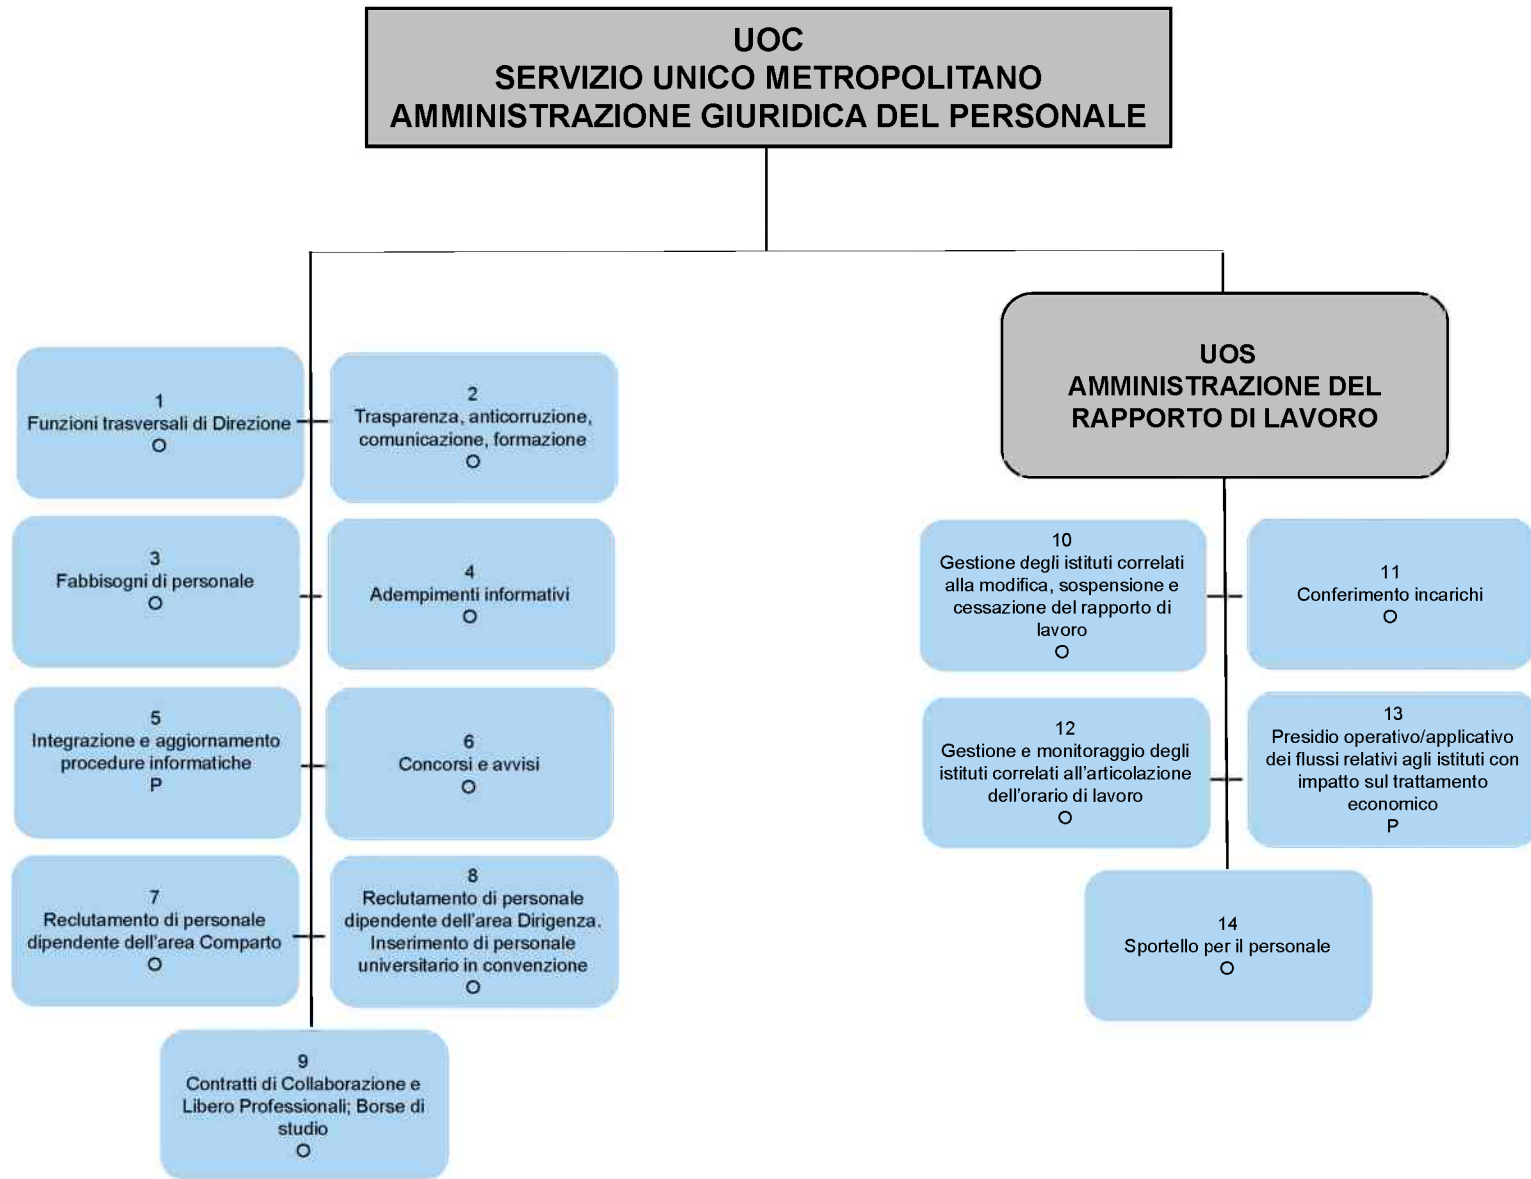 UOC
SERVIZIO UNICO METROPOLITANO
AMMINISTRAZIONE GIURIDICA DEL PERSONALE
1
Funzioni trasversali di Direzione
O
2
Trasparenza, anticorruzione,
comunicazione, formazione
O
3
Fabbisogni di personale
O
4
Adempimenti informativi
O
5
Integrazione e aggiornamento
procedure informatiche
P
6
Concorsi e avvisi
O
7
Reclutamento di personale
dipendente dell'area Comparto
O
8
Reclutamento di personale
dipendente dell'area Dirigenza.
Inserimento di personale
universitario in convenzione
O
9
Contratti di Collaborazione e
Libero Professionali; Borse di
studio
O
UOS
AMMINISTRAZIONE DEL
RAPPORTO DI LAVORO
10
Gestione degli istituti correlati
alla modifica, sospensione e
cessazione del rapporto di
lavoro
O
11
Conferimento incarichi
O
12
Gestione e monitoraggio degli
istituti correlati all'articolazione
dell'orario di lavoro
O
13
Presidio operativo/applicativo
dei flussi relativi agli istituti con
impatto sul trattamento
economico
P
14
Sportello per il personale
O